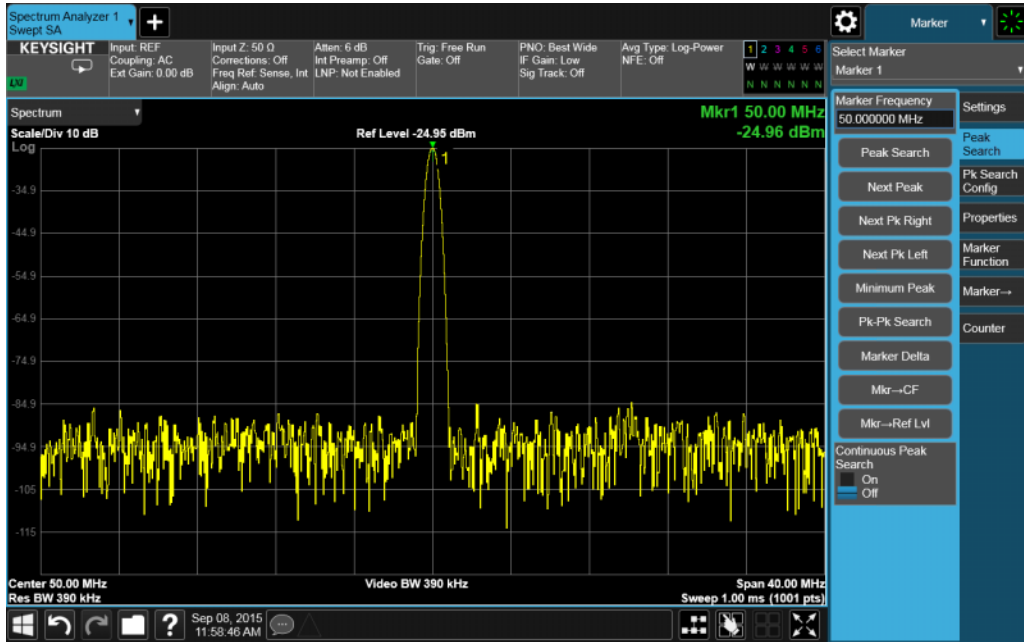 Spectrum Analyzer 1
Swept SA
Marker
KEYSIGHT
LXI
Input: REF
Coupling: AC
Ext Gain: 0.00 dB
Input Z: 50 Ω
Corrections: Off
Freq Ref: Sense, Int
Align: Auto
Atten: 6 dB
Int Preamp: Off
LNP: Not Enabled
Trig: Free Run
Gate: Off
PNO: Best Wide
IF Gain: Low
Sig Track: Off
Avg Type: Log-Power
NFE: Off
1 2 3 4 5 6
W W W W W W
N N N N N N
Select Marker
Marker 1
Spectrum
Mkr1 50.00 MHz
Scale/Div 10 dB
Ref Level -24.95 dBm
-24.96 dBm
Log
1
-34.9
-44.9
-54.9
-64.9
-74.9
-84.9
-94.9
-105
-115
Center 50.00 MHz
Video BW 390 kHz
Span 40.00 MHz
Res BW 390 kHz
Sweep 1.00 ms (1001 pts)
Marker Frequency
50.000000 MHz
Peak Search
Next Peak
Next Pk Right
Next Pk Left
Minimum Peak
Pk-Pk Search
Marker Delta
Mkr→CF
Mkr→Ref Lvl
Continuous Peak
Search
On
Off
Settings
Peak
Search
Pk Search
Config
Properties
Marker
Function
Marker→
Counter
?
Sep 08, 2015
11:58:46 AM